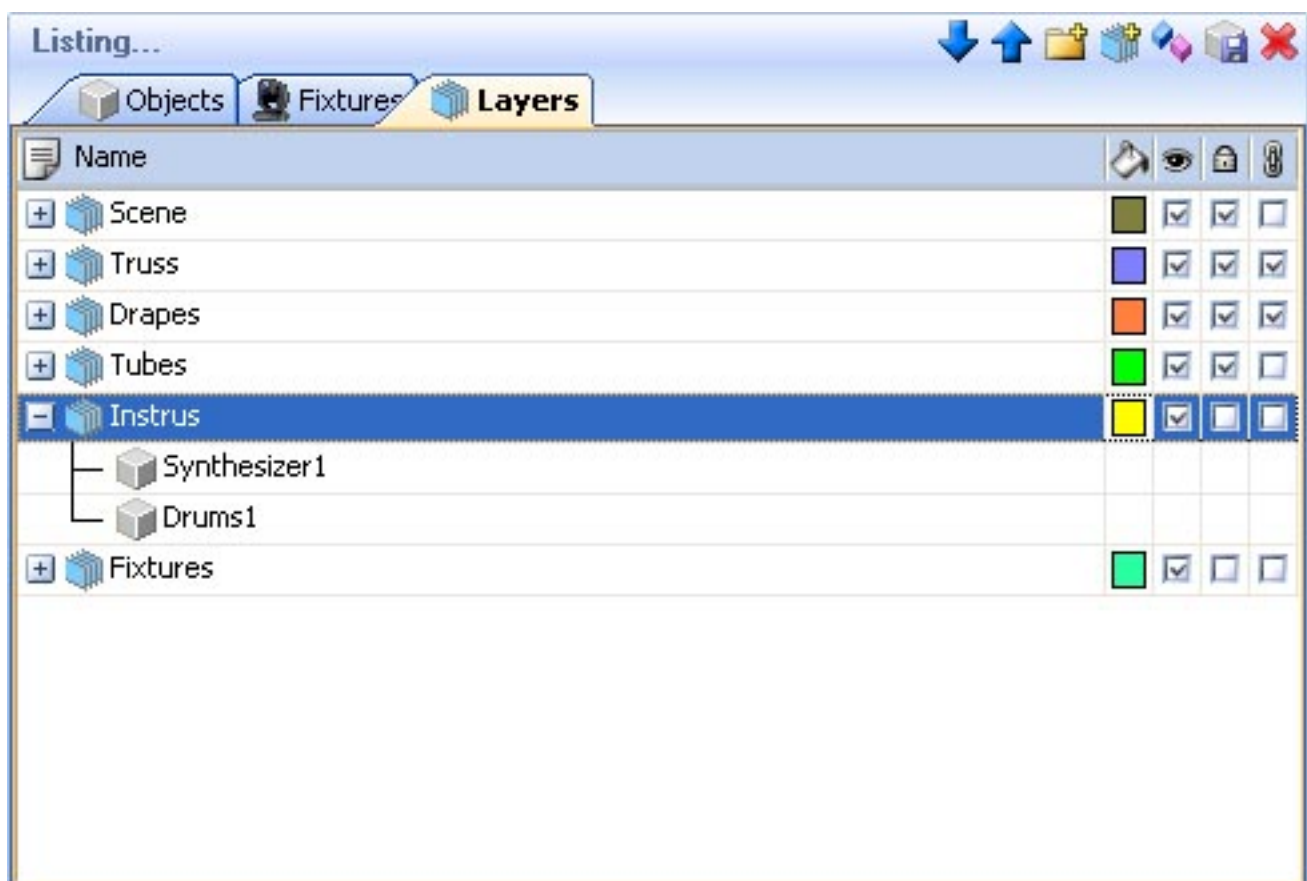 Listing...
Objects Fixtures Layers
Name
Scene
Truss
Drapes
Tubes
Instrus
Synthesizer1
Drums1
Fixtures